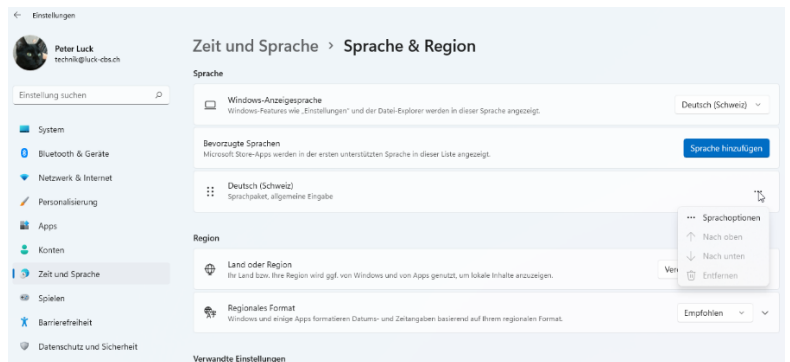 Einstellungen
Peter Luck
technik@luck-cbs.ch
Einstellung suchen
System
Bluetooth & Geräte
Netzwerk & Internet
Personalisierung
Apps
Konten
Zeit und Sprache
Spielen
Barrierefreiheit
Datenschutz und Sicherheit
Zeit und Sprache > Sprache & Region
Sprache
Windows-Anzeigesprache
Windows-Features wie „Einstellungen" und der Datei-Explorer werden in dieser Sprache angezeigt.
Deutsch (Schweiz)
Bevorzugte Sprachen
Microsoft Store-Apps werden in der ersten unterstützten Sprache in dieser Liste angezeigt.
Sprache hinzufügen
Deutsch (Schweiz)
Sprachpaket, allgemeine Eingabe
Sprachoptionen
Nach oben
Nach unten
Entfernen
Region
Land oder Region
Ihr Land bzw. Ihre Region wird ggf. von Windows und von Apps genutzt, um lokale Inhalte anzuzeigen.
Regionales Format
Windows und einige Apps formatieren Datums- und Zeitangaben basierend auf Ihrem regionalen Format.
Empfohlen
Verwandte Einstellungen